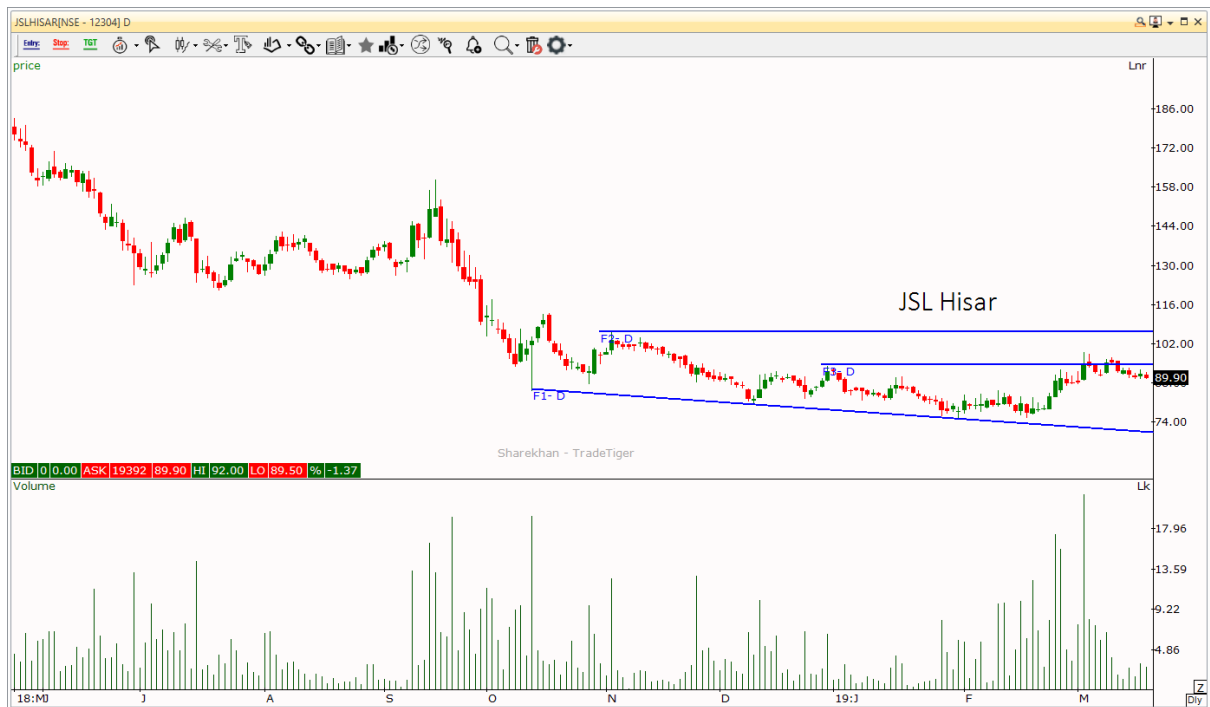 JSLHISAR[NSE - 12304] D
Entry: Stop: TGT
price Lnr
186.00
172.00
158.00
144.00
130.00
116.00
JSL Hisar
102.00
F2- D
F3- D
89.90
F1- D
74.00
Sharekhan - TradeTiger
BID 0 0.00 ASK 19392 89.90 HI 92.00 LO 89.50 % -1.37
Volume Lk
17.96
13.59
9.22
4.86
18:MJ J A S O N D 19:J F M
Z
Dly